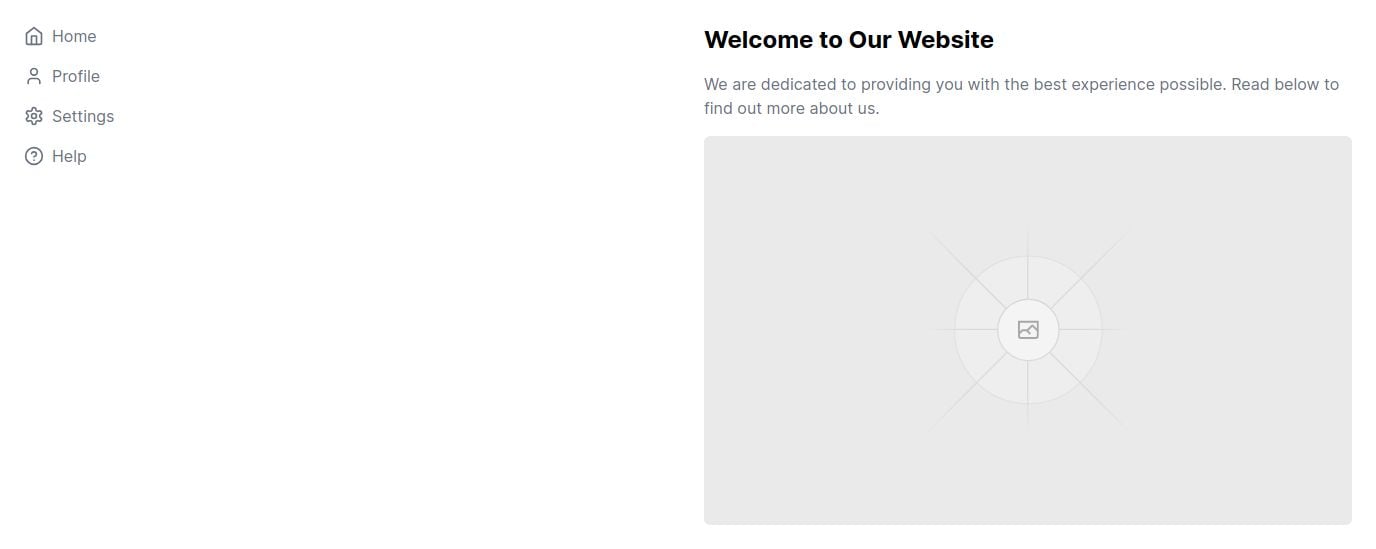 Home
Profile
Settings
Help
Welcome to Our Website
We are dedicated to providing you with the best experience possible. Read below to
find out more about us.